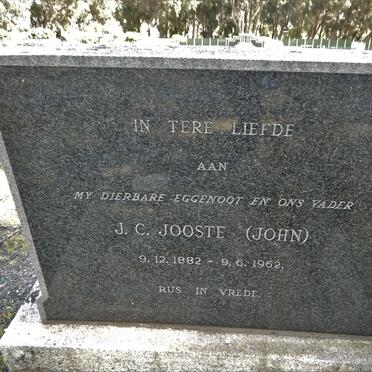 IN TERE LIEFDE
AAN
MY DIERBARE EGGENOOT EN ONS VADER
J. C. JOOSTE (JOHN)
9. 12. 1882 - 9. 6. 1962.
RUS IN VREDE.